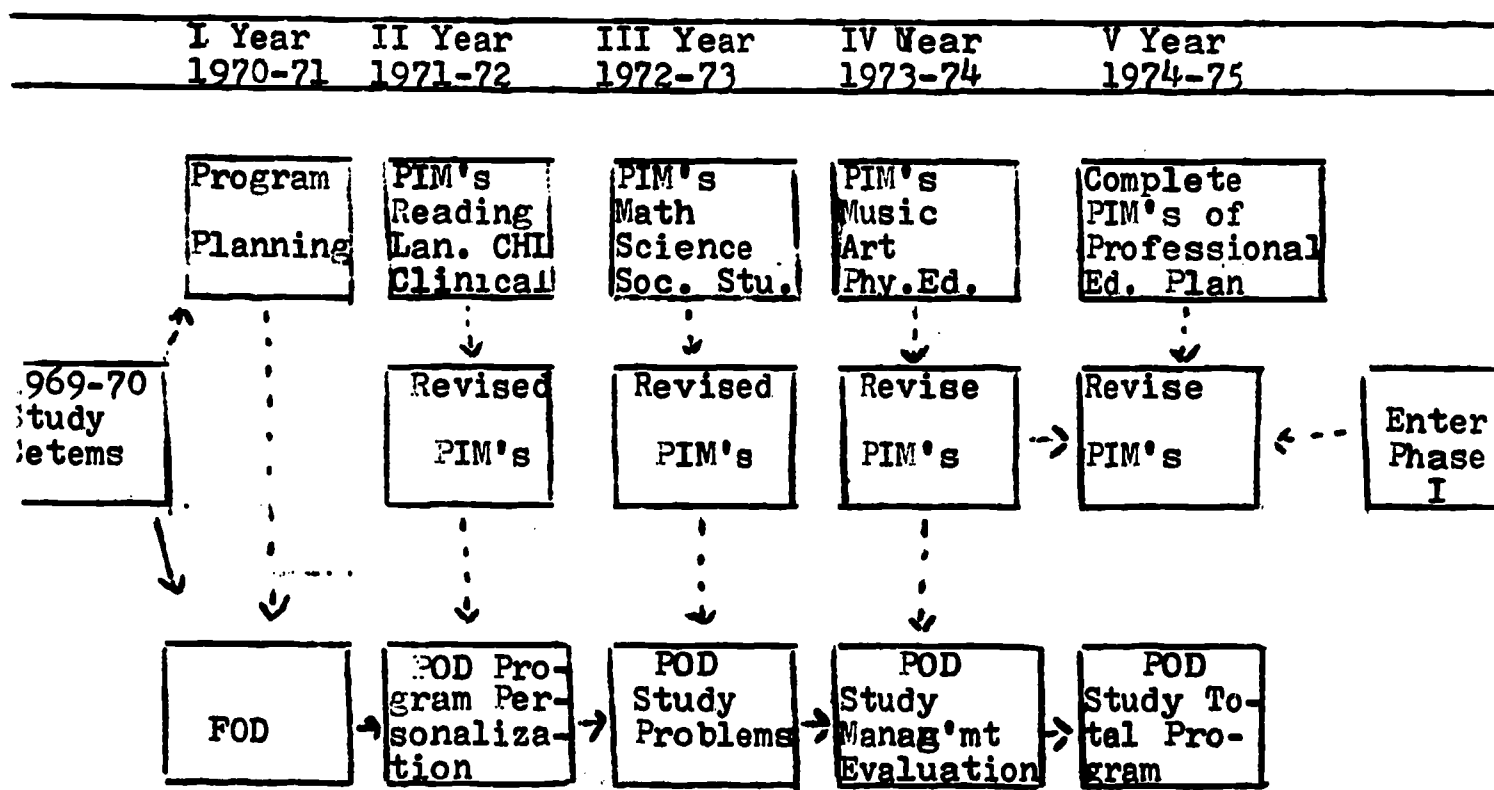 I Year II Year III Year IV Year V Year
1970-71 1971-72 1972-73 1973-74 1974-75
Program
Planning
PIM's
Reading
Lan. CHL
Clinical
PIM's
Math
Science
Soc. Stu.
PIM's
Music
Art
Phy.Ed.
Complete
PIM's of
Professional
Ed. Plan
969-70
Study
etems
Revised
PIM's
Revised
PIM's
Revise
PIM's
Revise
PIM's
Enter
Phase
I
FOD
POD Pro-
gram Per-
sonaliza-
tion
POD
Study
Problems
POD
Study
Manag'mt
Evaluation
POD
Study To-
tal Pro-
gram